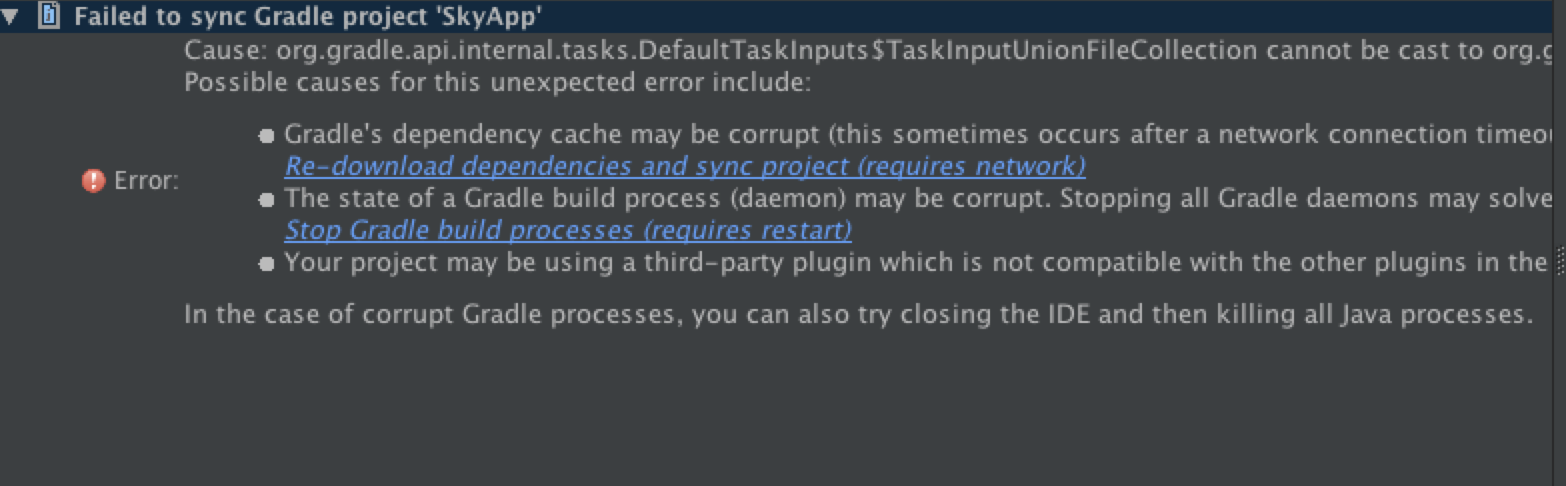 Failed to sync Gradle project 'SkyApp'
Cause: org.gradle.api.internal.tasks.DefaultTaskInputs$TaskInputUnionFileCollection cannot be cast to
Possible causes for this unexpected error include:
Gradle's dependency cache may be corrupt (this sometimes occurs after a network connection
Re-download dependencies and sync project (requires network)
Error:
The state of a Gradle build process (daemon) may be corrupt. Stopping all Gradle daemons may solve
Stop Gradle build processes (requires restart)
Your project may be using a third-party plugin which is not compatible with the other plugins in the
In the case of corrupt Gradle processes, you can also try closing the IDE and then killing all Java processes.